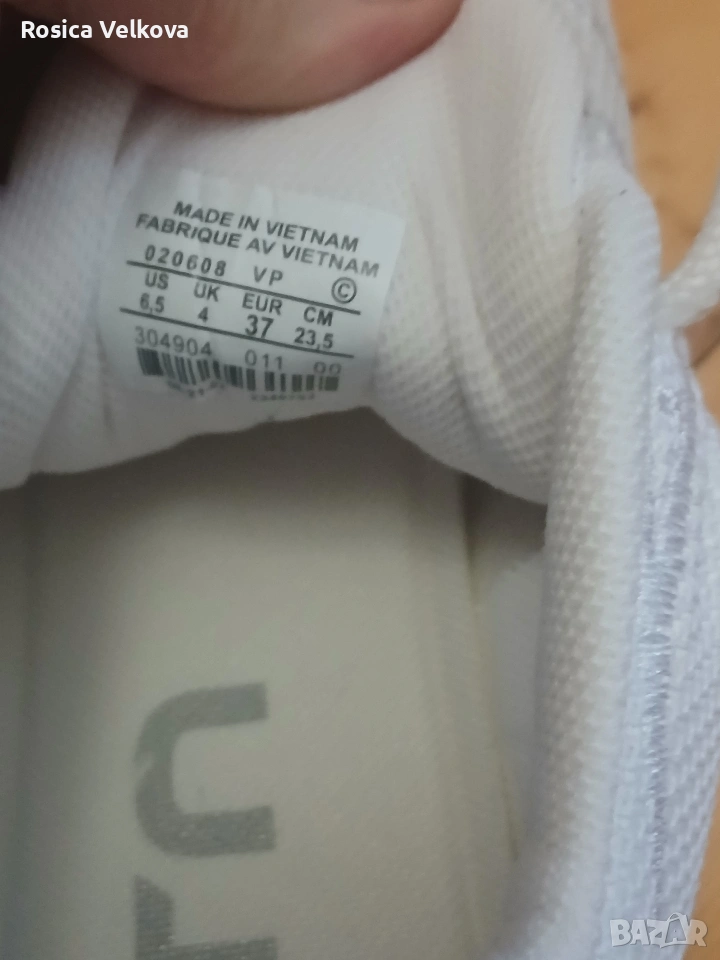 Rosica Velkova
MADE IN VIETNAM
FABRIQUE AV VIETNAM
020608 VP ©
US UK EUR CM
6,5 4 37 23,5
304904 011 00
BAZAR